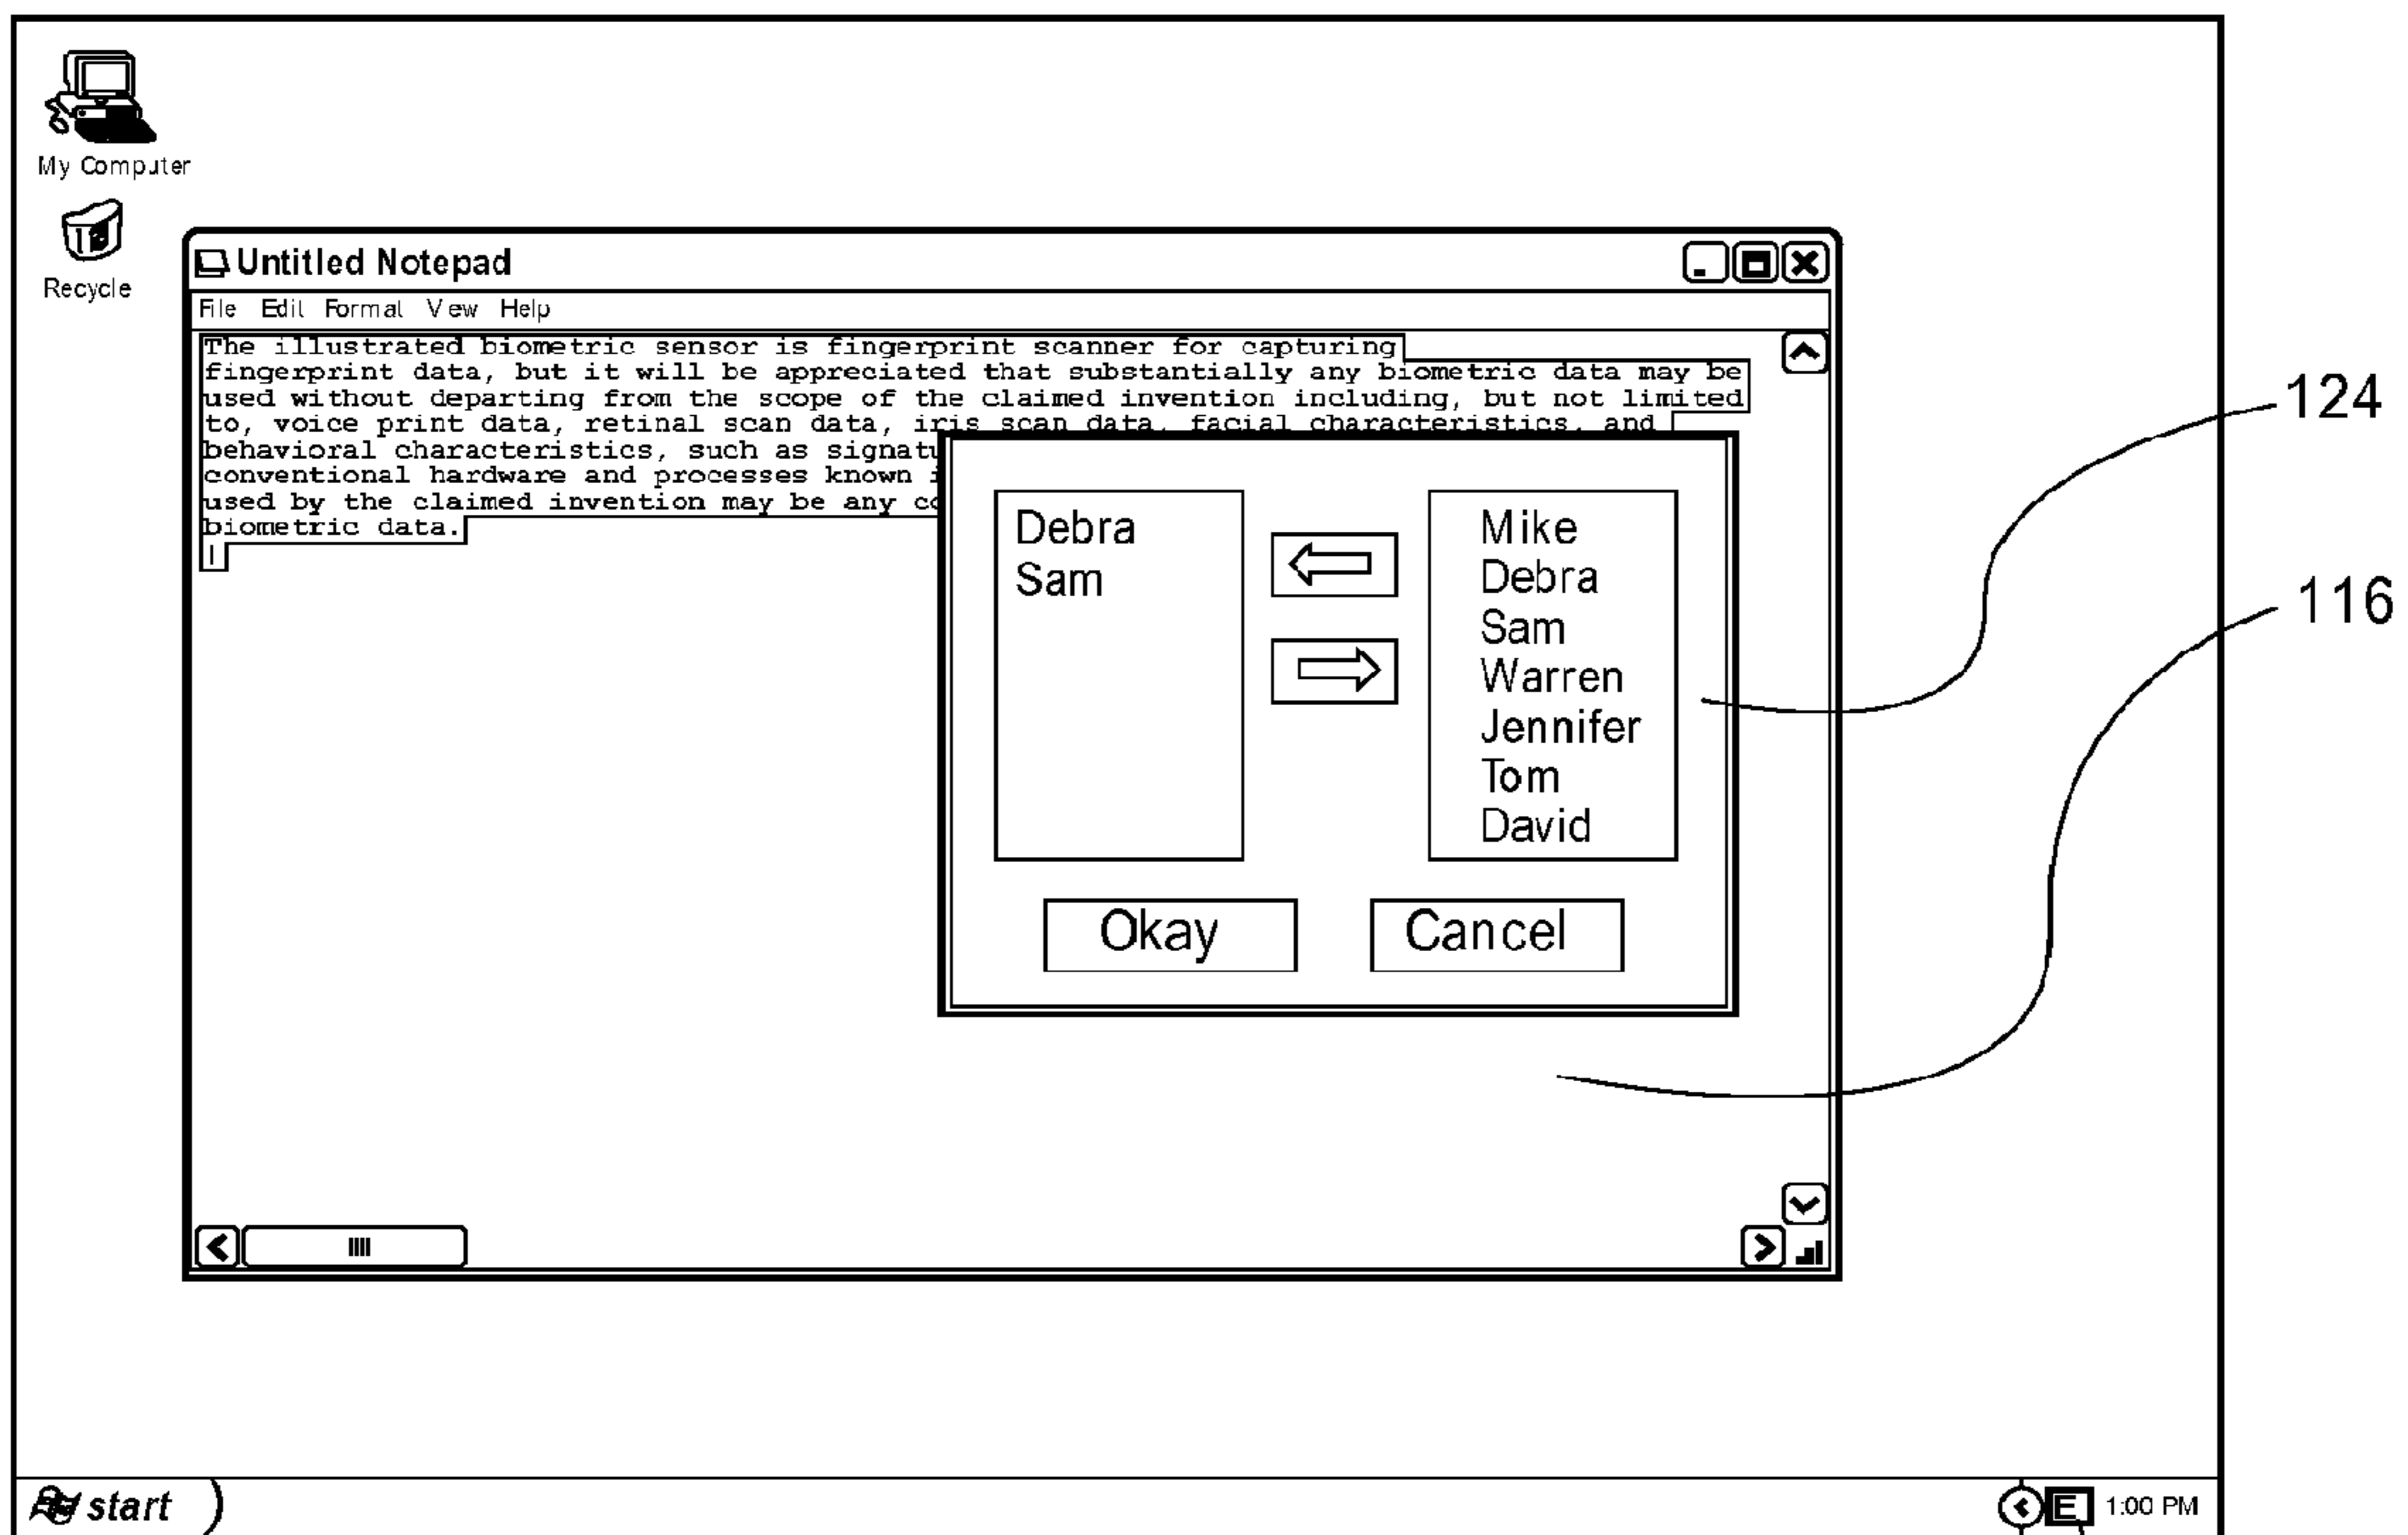 My Computer
Recycle
Untitled Notepad
File Edit Format View Help
The illustrated biometric sensor is fingerprint scanner for capturing
fingerprint data, but it will be appreciated that substantially any biometric data may be
used without departing from the scope of the claimed invention including, but not limited
to, voice print data, retinal scan data, iris scan data, facial characteristics, and
behavioral characteristics, such as
conventional hardware and processes known
used by the claimed invention may be any
biometric data.
Debra
Sam
Mike
Debra
Sam
Warren
Jennifer
Tom
David
Okay
Cancel
124
116
start
E
1:00 PM